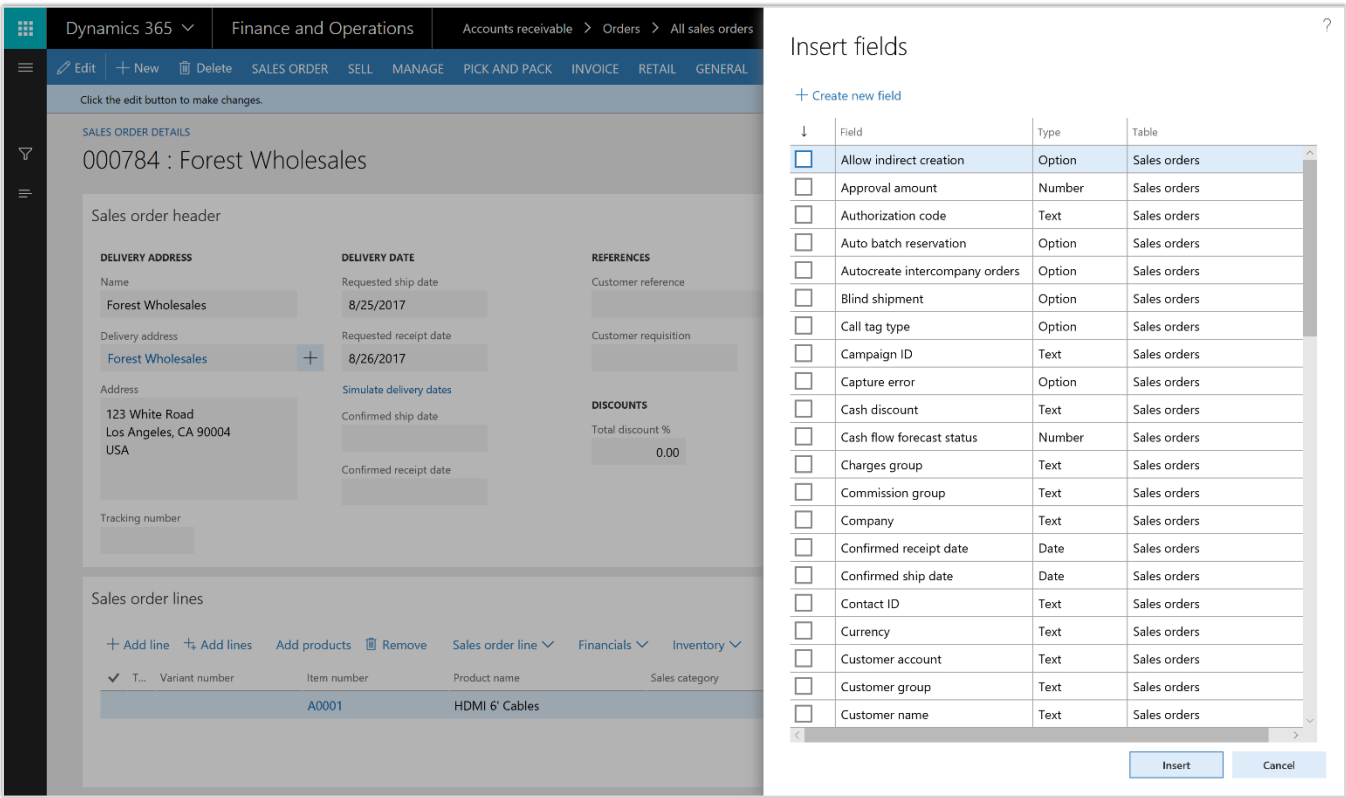 Dynamics 365 Finance and Operations Accounts receivable > Orders > All sales orders
Edit + New Delete SALES ORDER SELL MANAGE PICK AND PACK INVOICE RETAIL GENERAL
Click the edit button to make changes.
SALES ORDER DETAILS
000784 : Forest Wholesales
Sales order header
DELIVERY ADDRESS
Name
Forest Wholesales
Delivery address
Forest Wholesales +
Address
123 White Road
Los Angeles, CA 90004
USA
Tracking number
DELIVERY DATE
Requested ship date
8/25/2017
Requested receipt date
8/26/2017
Simulate delivery dates
Confirmed ship date
Confirmed receipt date
REFERENCES
Customer reference
Customer requisition
DISCOUNTS
Total discount %
0.00
Sales order lines
+ Add line Add lines Add products Remove Sales order line Financials Inventory
T... Variant number Item number Product name Sales category
A0001 HDMI 6' Cables
?
Insert fields
+ Create new field
↓ Field Type Table
Allow indirect creation Option Sales orders
Approval amount Number Sales orders
Authorization code Text Sales orders
Auto batch reservation Option Sales orders
Autocreate intercompany orders Option Sales orders
Blind shipment Option Sales orders
Call tag type Option Sales orders
Campaign ID Text Sales orders
Capture error Option Sales orders
Cash discount Text Sales orders
Cash flow forecast status Number Sales orders
Charges group Text Sales orders
Commission group Text Sales orders
Company Text Sales orders
Confirmed receipt date Date Sales orders
Confirmed ship date Date Sales orders
Contact ID Text Sales orders
Currency Text Sales orders
Customer account Text Sales orders
Customer group Text Sales orders
Customer name Text Sales orders
Insert Cancel